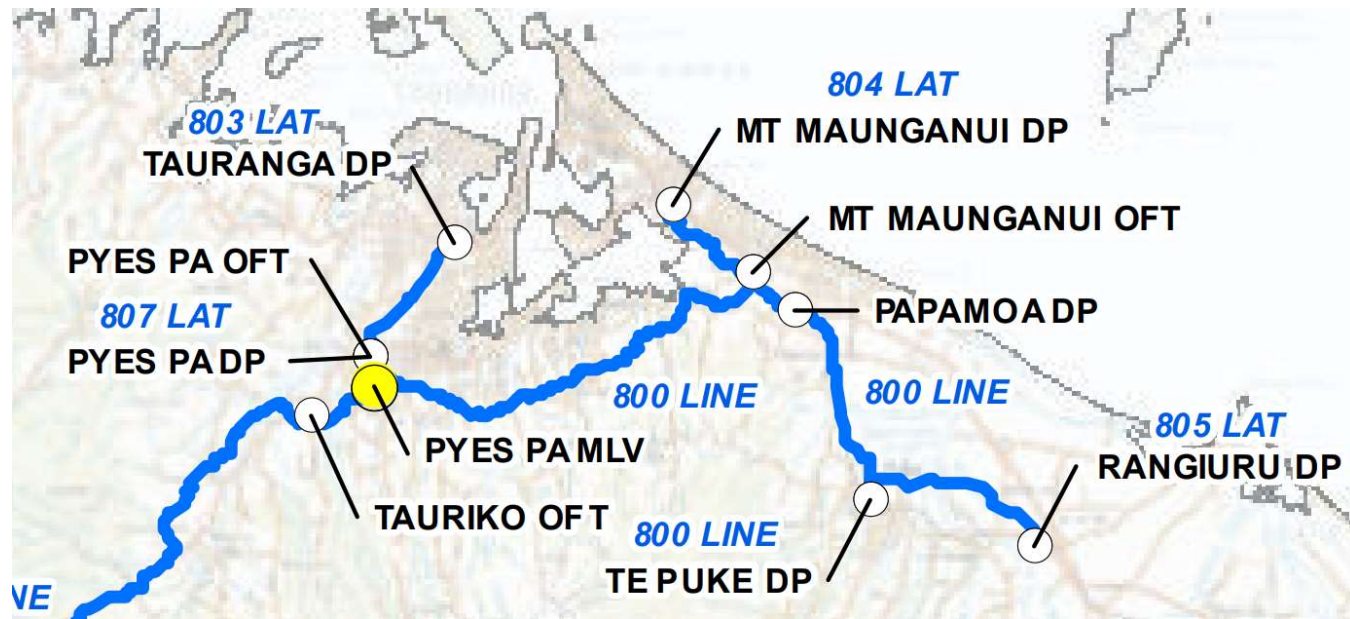 804 LAT
MT MAUNGANUI DP
803 LAT
TAURANGA DP
MT MAUNGANUI OFT
PYES PA OFT
807 LAT
PAPAMOA DP
PYES PA DP
800 LINE
800 LINE
805 LAT
PYES PA MLV
RANGIURU DP
TAURIKO OFT
800 LINE
TE PUKE DP
NE